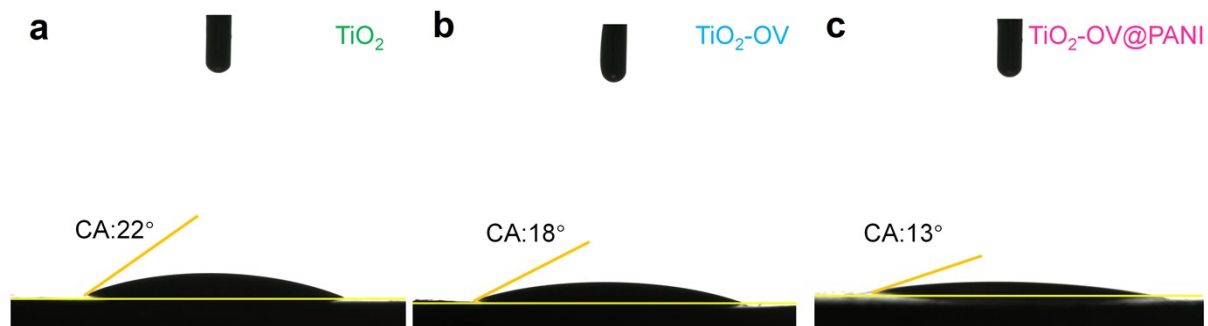 a
TiO₂
CA:22°
b
TiO₂-OV
CA:18°
c
TiO₂-OV@PANI
CA:13°